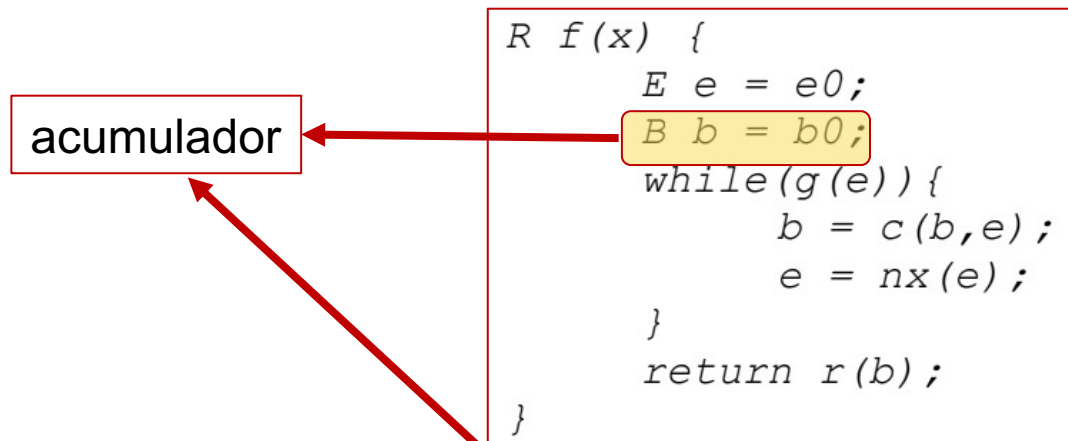 acumulador
R f(x) {
E e = e0;
B b = b0;
while(g(e)){
b = c(b,e);
e = nx(e);
}
return r(b);
}